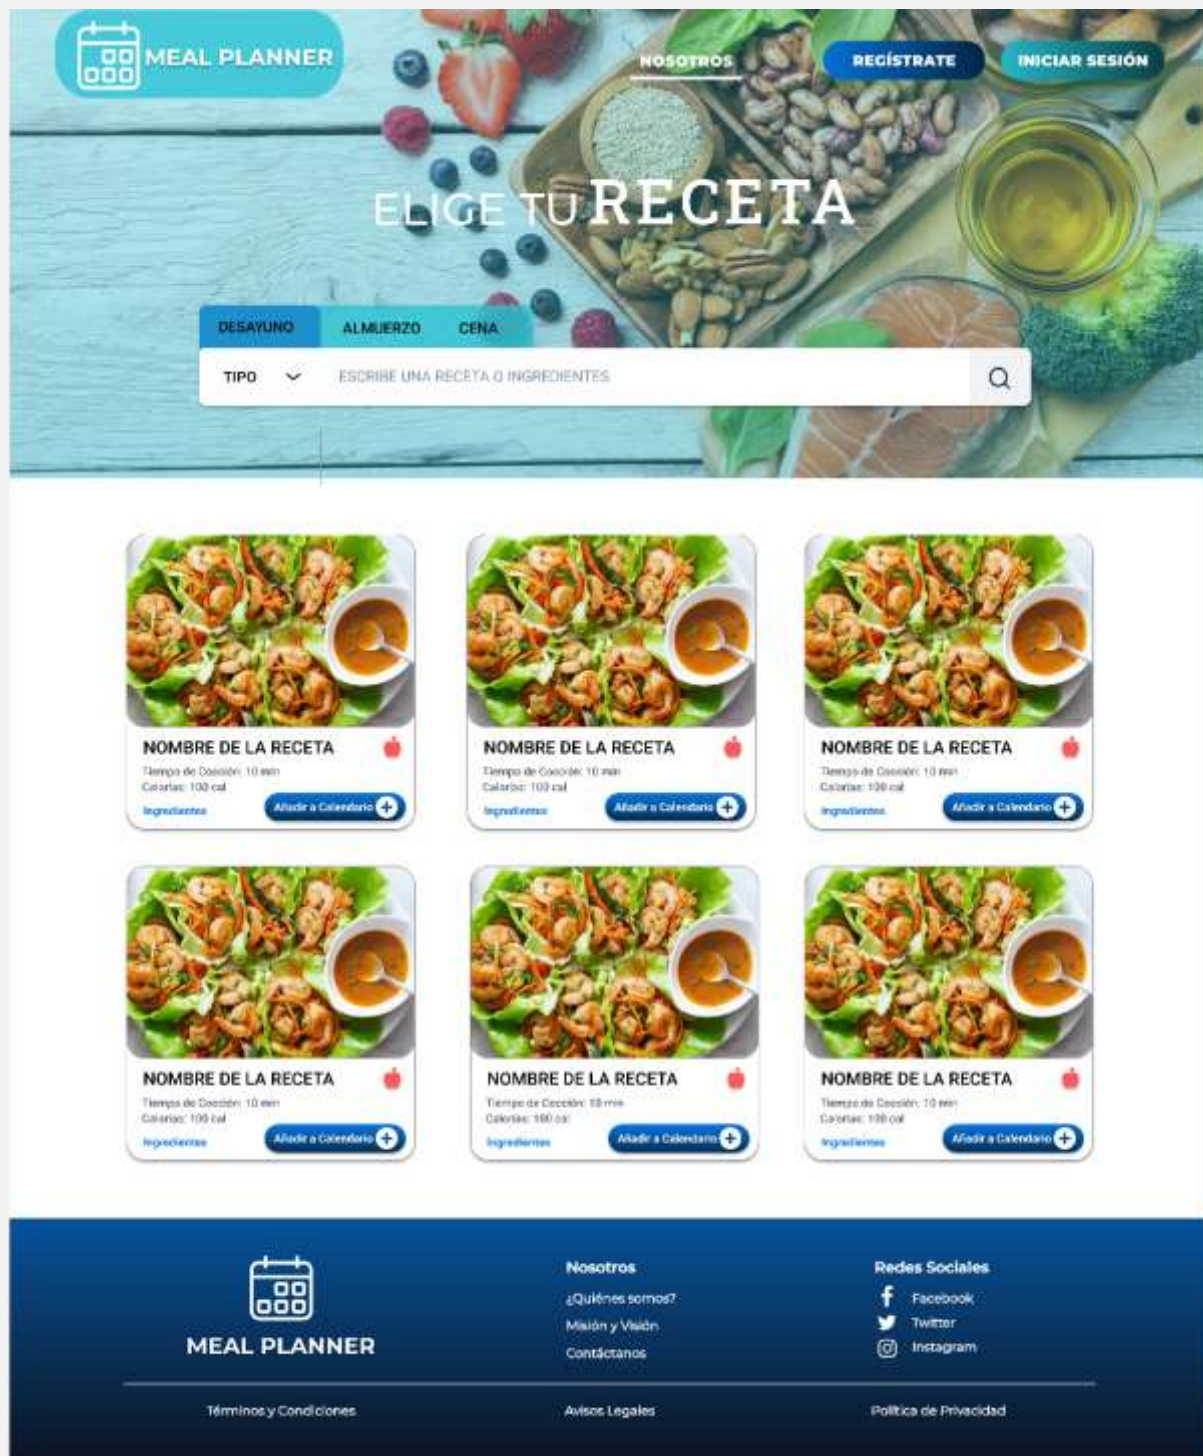 MEAL PLANNER
NOSOTROS
REGÍSTRATE
INICIAR SESIÓN
ELIGE TU RECETA
DESAYUNO
ALMUERZO
CENA
TIPO
ESCRIBE UNA RECETA O INGREDIENTES
NOMBRE DE LA RECETA
Tiempo de Cocción: 10 min
Calorías: 100 cal
Ingredientes
Añadir a Calendario
NOMBRE DE LA RECETA
Tiempo de Cocción: 10 min
Calorías: 100 cal
Ingredientes
Añadir a Calendario
NOMBRE DE LA RECETA
Tiempo de Cocción: 10 min
Calorías: 100 cal
Ingredientes
Añadir a Calendario
NOMBRE DE LA RECETA
Tiempo de Cocción: 10 min
Calorías: 100 cal
Ingredientes
Añadir a Calendario
NOMBRE DE LA RECETA
Tiempo de Cocción: 10 min
Calorías: 100 cal
Ingredientes
Añadir a Calendario
NOMBRE DE LA RECETA
Tiempo de Cocción: 10 min
Calorías: 100 cal
Ingredientes
Añadir a Calendario
MEAL PLANNER
Nosotros
¿Quiénes somos?
Misión y Visión
Contáctanos
Redes Sociales
Facebook
Twitter
Instagram
Términos y Condiciones
Avisos Legales
Política de Privacidad